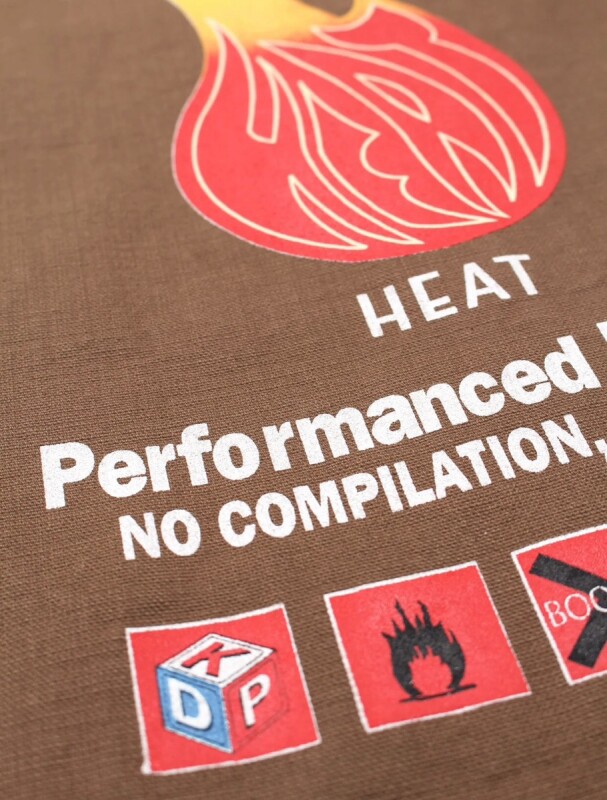 HEAT
Performanced
NO COMPILATION,
K
D P
BOO